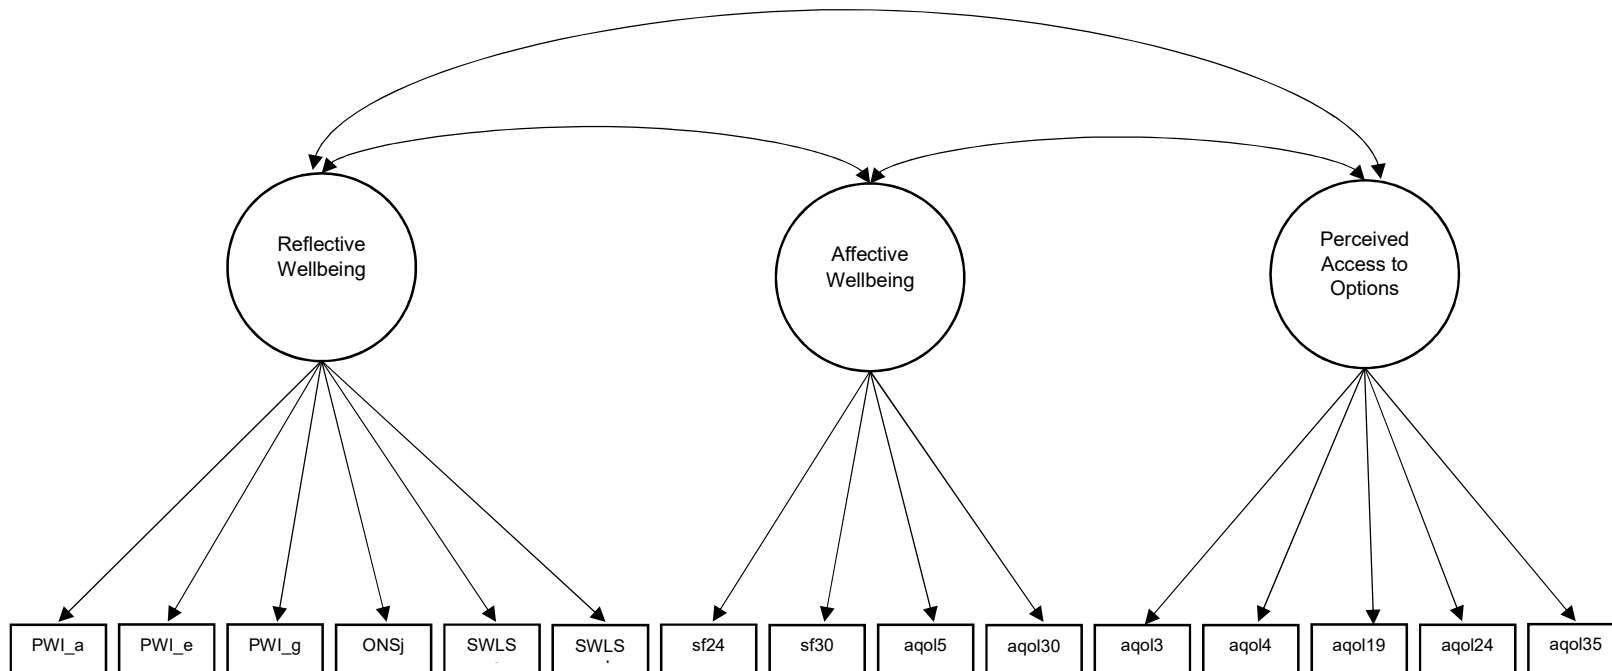 Reflective
Wellbeing
Affective
Wellbeing
Perceived
Access to
Options
PWI_a
PWI_e
PWI_g
ONSj
SWLS
SWLS
sf24
sf30
aqol5
aqol30
aqol3
aqol4
aqol19
aqol24
aqol35